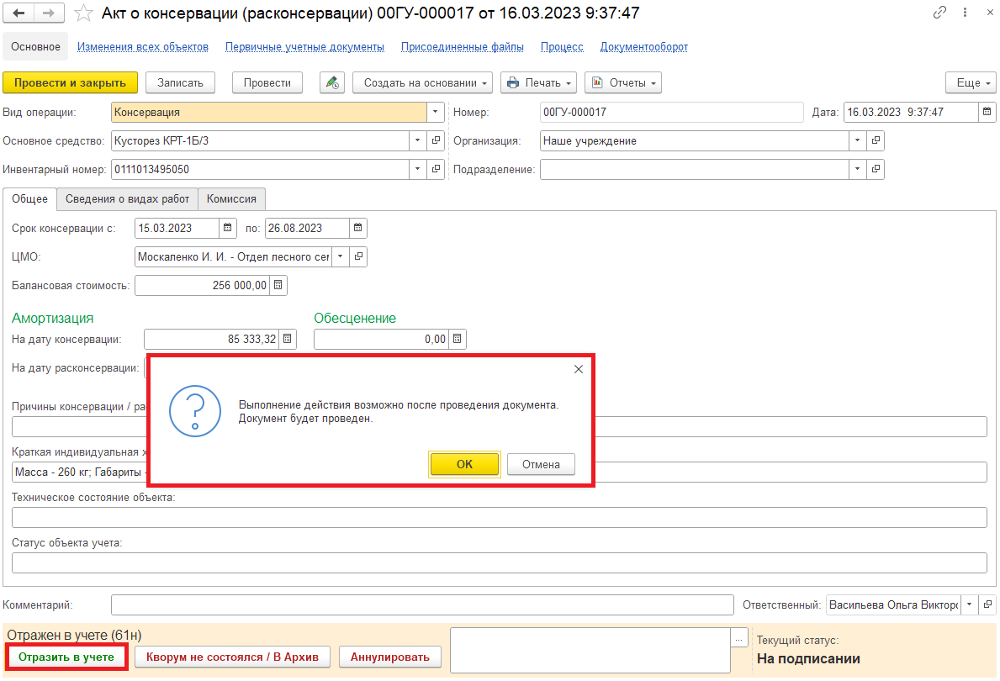 Акт о консервации (расконсервации) 00ГУ-000017 от 16.03.2023 9:37:47
Основное Изменения всех объектов Первичные учетные документы Присоединенные файлы Процесс Документооборот
Провести и закрыть Записать Провести Создать на основании Печать Отчеты Еще
Вид операции: Консервация Номер: 00ГУ-000017 Дата: 16.03.2023 9:37:47
Основное средство: Кусторез КРТ-1Б/3 Организация: Наше учреждение
Инвентарный номер: 0111013495050 Подразделение:
Общее Сведения о видах работ Комиссия
Срок консервации с: 15.03.2023 по: 26.08.2023
ЦМО: Москаленко И. И. - Отдел лесного сег
Балансовая стоимость: 256 000,00
Амортизация Обесценение
На дату консервации: 85 333,32 0,00
На дату расконсервации:
Выполнение действия возможно после проведения документа.
Документ будет проведен.
OK Отмена
Причины консервации / ра
Краткая индивидуальная х
Масса - 260 кг; Габариты -
Техническое состояние объекта:
Статус объекта учета:
Комментарий: Ответственный: Васильева Ольга Викторо
Отражен в учете (61н)
Отразить в учете Кворум не состоялся / В Архив Аннулировать ...
Текущий статус:
На подписании